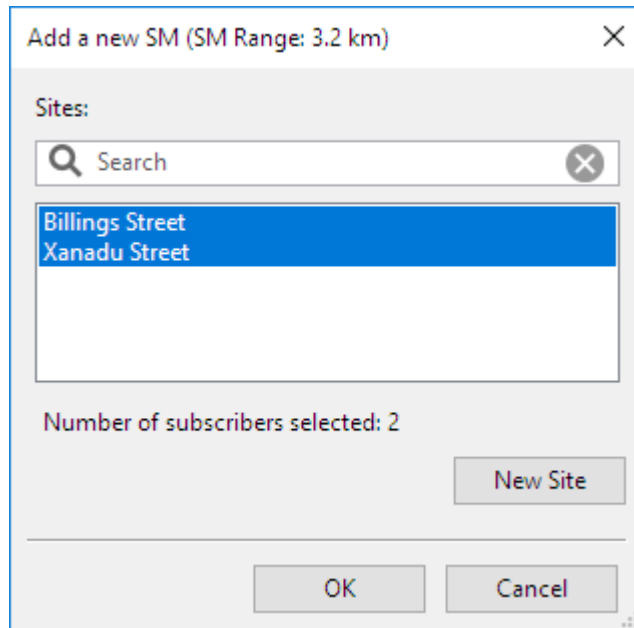 Add a new SM (SM Range: 3.2 km)
Sites:
Search
Billings Street
Xanadu Street
Number of subscribers selected: 2
New Site
OK
Cancel